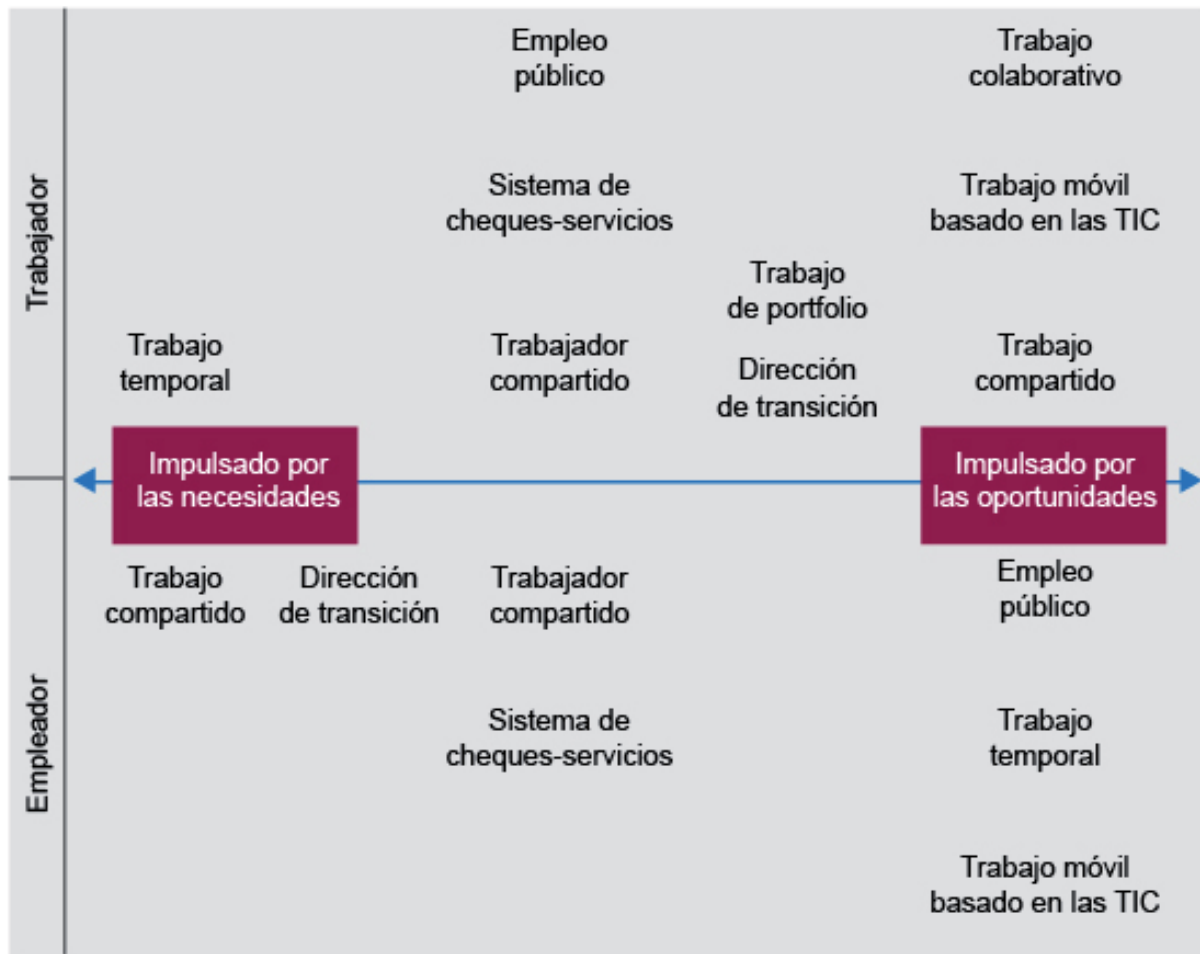 Empleo
público
Trabajo
colaborativo
Trabajador
Sistema de
cheques-servicios
Trabajo móvil
basado en las TIC
Trabajo
de portfolio
Trabajo
temporal
Trabajador
compartido
Dirección
de transición
Trabajo
compartido
Impulsado por
las necesidades
Impulsado por
las oportunidades
Trabajo
compartido
Dirección
de transición
Trabajador
compartido
Empleo
público
Empleador
Sistema de
cheques-servicios
Trabajo
temporal
Trabajo móvil
basado en las TIC